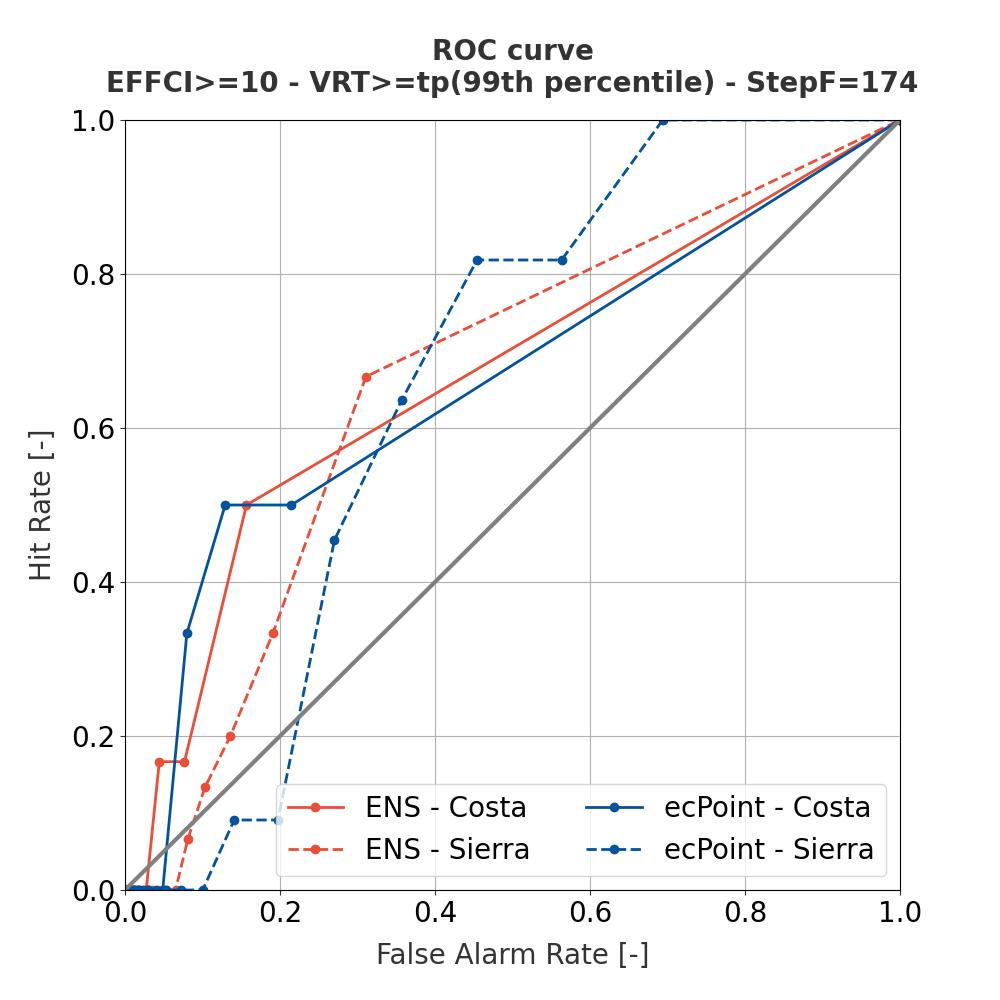 ROC curve
EFFCI>=10 - VRT>=tp(99th percentile) - StepF=174
1.0
0.8
0.6
0.4
0.2
0.0
Hit Rate [-]
ENS - Costa
ENS - Sierra
ecPoint - Costa
ecPoint - Sierra
0.0 0.2 0.4 0.6 0.8 1.0
False Alarm Rate [-]